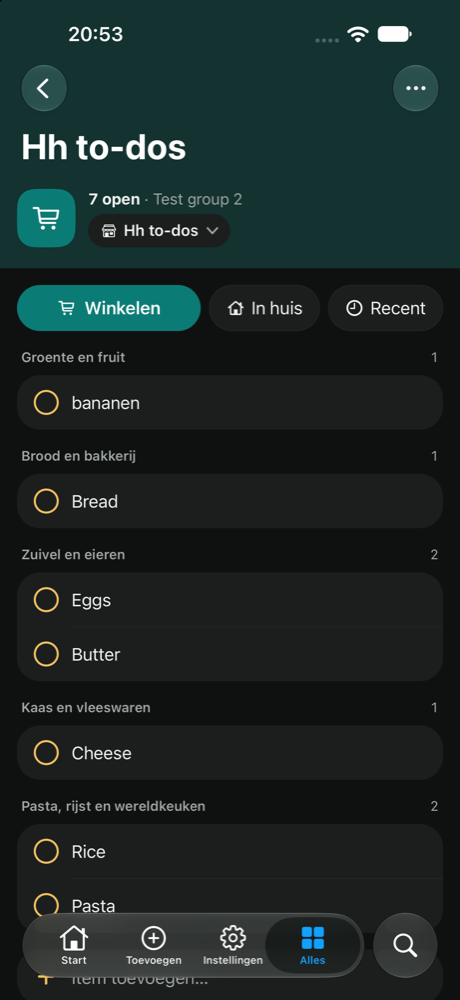 20:53
Hh to-dos
7 open · Test group 2
Hh to-dos
Winkelen
In huis
Recent
Groente en fruit
1
bananen
Brood en bakkerij
1
Bread
Zuivel en eieren
2
Eggs
Butter
Kaas en vleeswaren
1
Cheese
Pasta, rijst en wereldkeuken
2
Rice
Pasta
Item toevoegen...
Start
Toevoegen
Instellingen
Alles